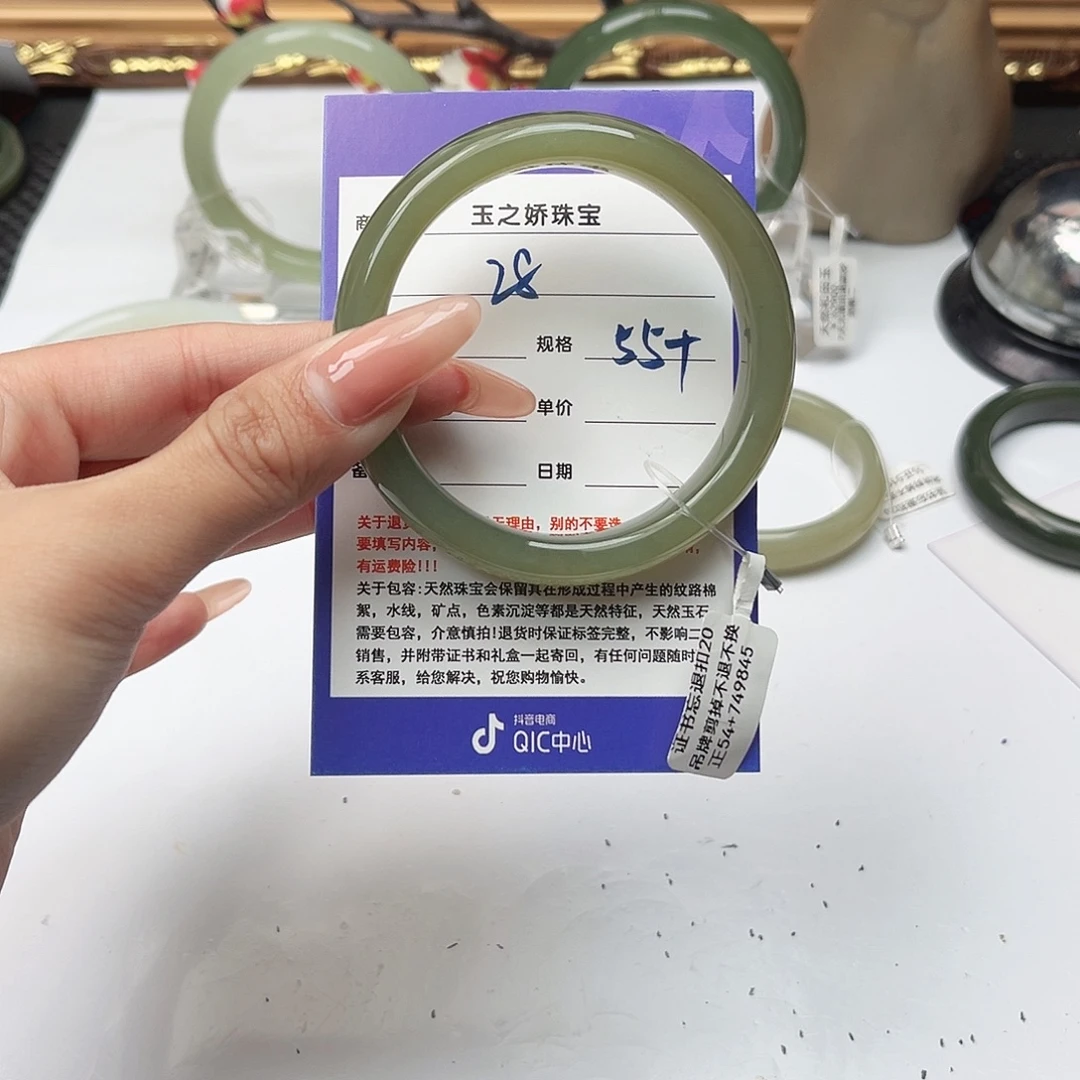 商
玉之娇珠宝
28
规格 55+
单价
日期
关于退 理由，别的不要选
要填写内容，
有运费险!!!
关于包容:天然珠宝会保留其在形成过程中产生的纹路棉
絮，水线，矿点，色素沉淀等都是天然特征，天然玉石
需要包容，介意慎拍!退货时保证标签完整，不影响二
销售，并附带证书和礼盒一起寄回，有任何问题随时
系客服，给您解决，祝您购物愉快。
抖音电商
QIC中心
证书忘退扣20
吊牌剪掉不退不换
正54+749845